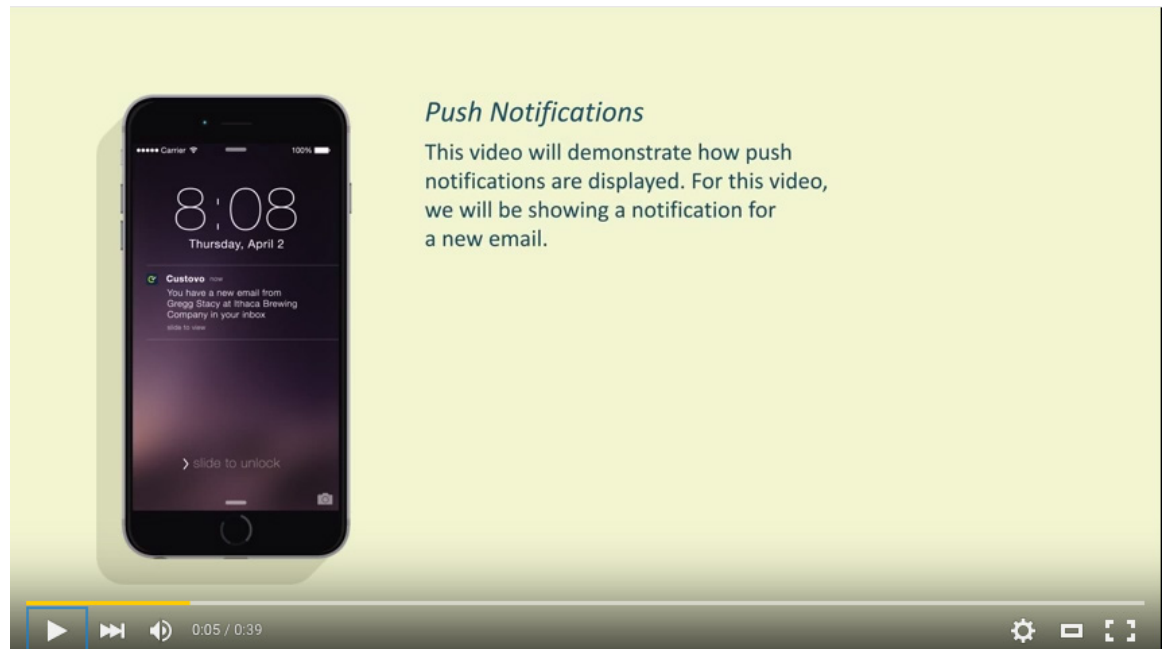 Push Notifications
This video will demonstrate how push
notifications are displayed. For this video,
we will be showing a notification for
a new email.
Carrier 100%
8:08
Thursday, April 2
Custovo now
You have a new email from
Gregg Stacy at Ithaca Brewing
Company in your inbox
slide to view
slide to unlock
0:05 / 0:39